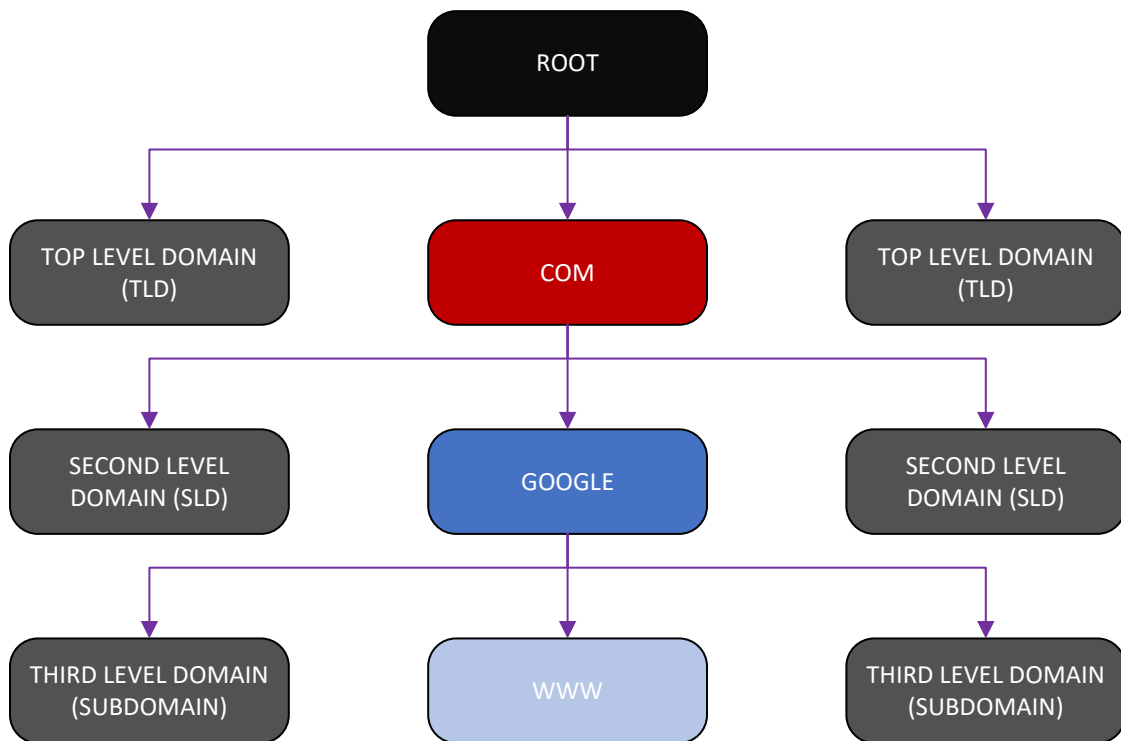 ROOT
TOP LEVEL DOMAIN
(TLD)
COM
TOP LEVEL DOMAIN
(TLD)
SECOND LEVEL
DOMAIN (SLD)
GOOGLE
SECOND LEVEL
DOMAIN (SLD)
THIRD LEVEL DOMAIN
(SUBDOMAIN)
WWW
THIRD LEVEL DOMAIN
(SUBDOMAIN)